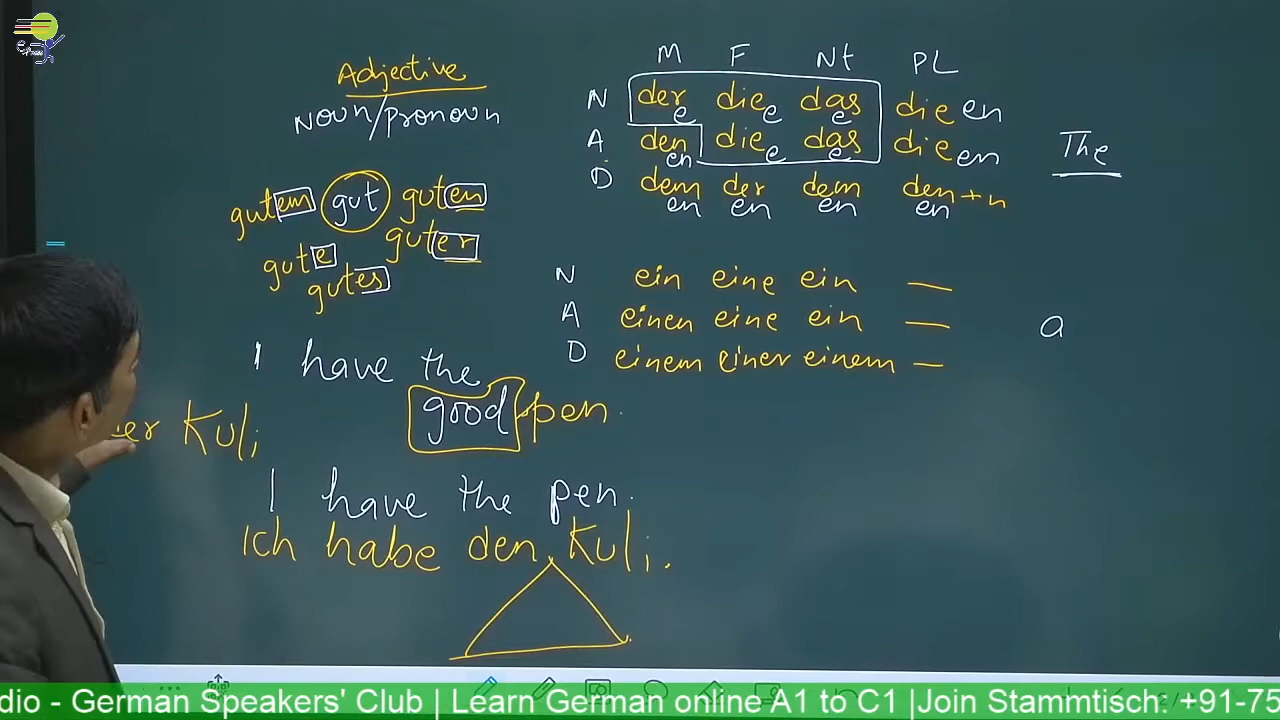 Adjective
Noun/pronoun
gutem gut guten
guter
gute
gutes
M F Nt PL
N der e die e das e die en
A den en die e das e die en
D dem en der en dem en den + n en
The
N ein eine ein —
A einen eine ein —
D einem einer einem —
a
I have the
good pen.
Kuli
I have the pen.
Ich habe den Kuli.
dio - German Speakers' Club | Learn German online A1 to C1 |Join Stammtisch: +91-75